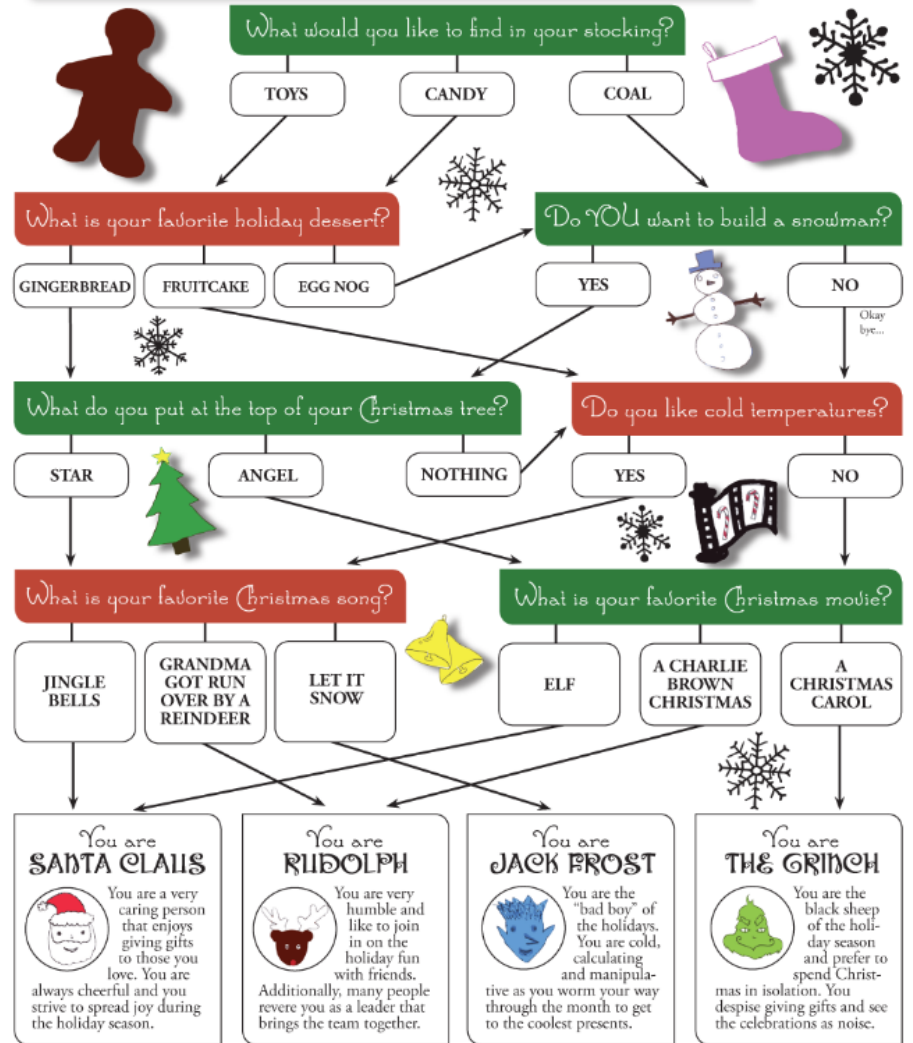 What would you like to find in your stocking?
TOYS
CANDY
COAL
What is your favorite holiday dessert?
Do YOU want to build a snowman?
GINGERBREAD
FRUITCAKE
EGG NOG
YES
NO
Okay
bye...
What do you put at the top of your Christmas tree?
Do you like cold temperatures?
STAR
ANGEL
NOTHING
YES
NO
What is your favorite Christmas song?
What is your favorite Christmas movie?
JINGLE
BELLS
GRANDMA
GOT RUN
OVER BY A
REINDEER
LET IT
SNOW
ELF
A CHARLIE
BROWN
CHRISTMAS
A
CHRISTMAS
CAROL
You are
SANTA CLAUS
You are a very
caring person
that enjoys
giving gifts
to those you
love. You are
always cheerful and you
strive to spread joy during
the holiday season.
You are
RUDOLPH
You are very
humble and
like to join
in on the
holiday fun
with friends.
Additionally, many people
revere you as a leader that
brings the team together.
You are
JACK FROST
You are the
"bad boy" of
the holidays.
You are cold,
calculating
and manipula-
tive as you worm your way
through the month to get
to the coolest presents.
You are
THE GRINCH
You are the
black sheep
of the holi-
day season
and prefer to
spend Christ-
mas in isolation. You
despise giving gifts and see
the celebrations as noise.